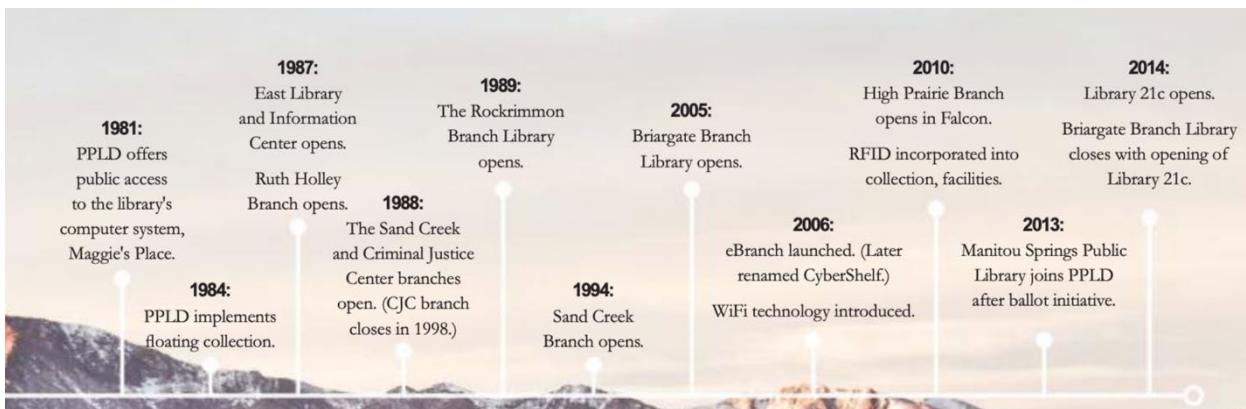 1981:
PPLD offers
public access
to the library's
computer system,
Maggie's Place.
1984:
PPLD implements
floating collection.
1987:
East Library
and Information
Center opens.
Ruth Holley
Branch opens.
1988:
The Sand Creek
and Criminal Justice
Center branches
open. (CJC branch
closes in 1998.)
1989:
The Rockrimmon
Branch Library
opens.
1994:
Sand Creek
Branch opens.
2005:
Briargate Branch
Library opens.
2006:
eBranch launched. (Later
renamed CyberShelf.)
WiFi technology introduced.
2010:
High Prairie Branch
opens in Falcon.
RFID incorporated into
collection, facilities.
2013:
Manitou Springs Public
Library joins PPLD
after ballot initiative.
2014:
Library 21c opens.
Briargate Branch Library
closes with opening of
Library 21c.